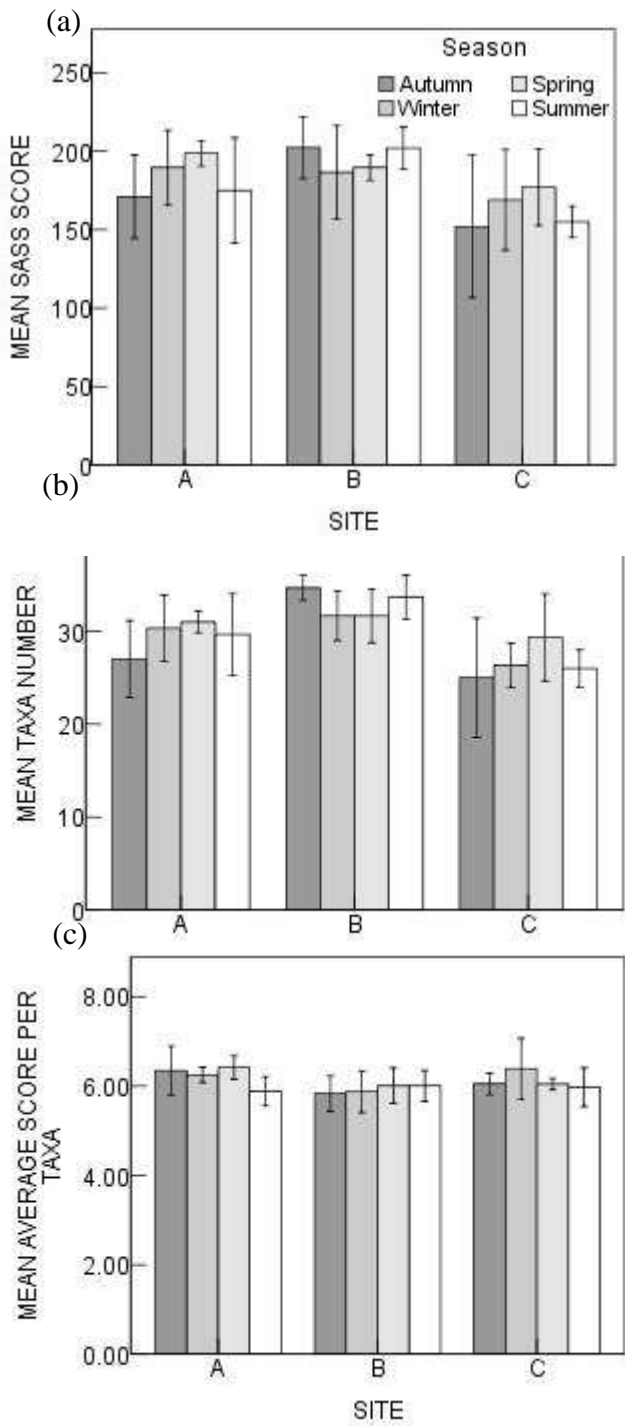 (a)
Season
Autumn Spring
Winter Summer
MEAN SASS SCORE
250
200
150
100
50
0
A B C
SITE
(b)
MEAN TAXA NUMBER
30
20
10
0
A B C
(c)
MEAN AVERAGE SCORE PER
TAXA
8.00
6.00
4.00
2.00
0.00
A B C
SITE